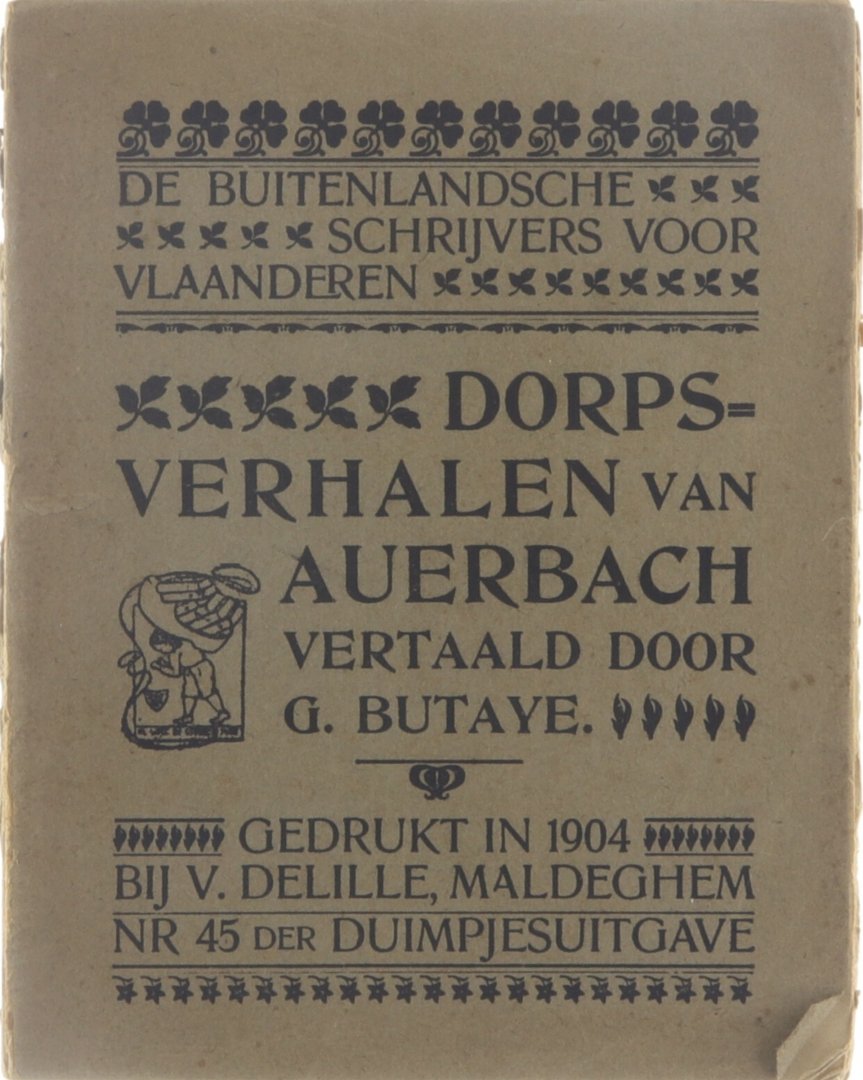 DE BUITENLANDSCHE
SCHRIJVERS VOOR
VLAANDEREN
DORPS=
VERHALEN VAN
AUERBACH
VERTAALD DOOR
G. BUTAYE.
GEDRUKT IN 1904
BIJ V. DELILLE, MALDEGHEM
NR 45 DER DUIMPJESUITGAVE